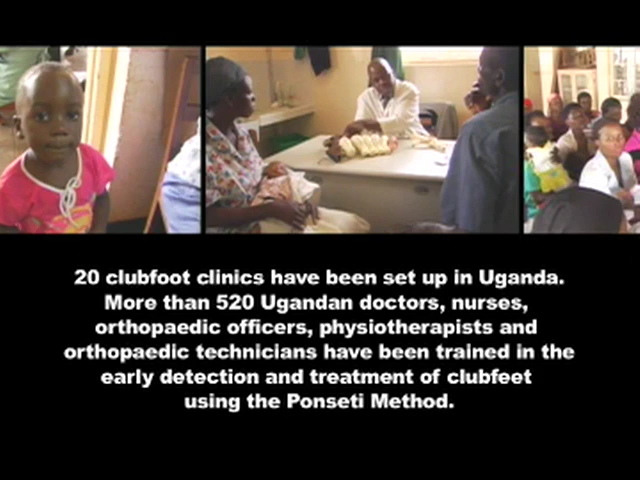 20 clubfoot clinics have been set up in Uganda.
More than 520 Ugandan doctors, nurses,
orthopaedic officers, physiotherapists and
orthopaedic technicians have been trained in the
early detection and treatment of clubfeet
using the Ponseti Method.